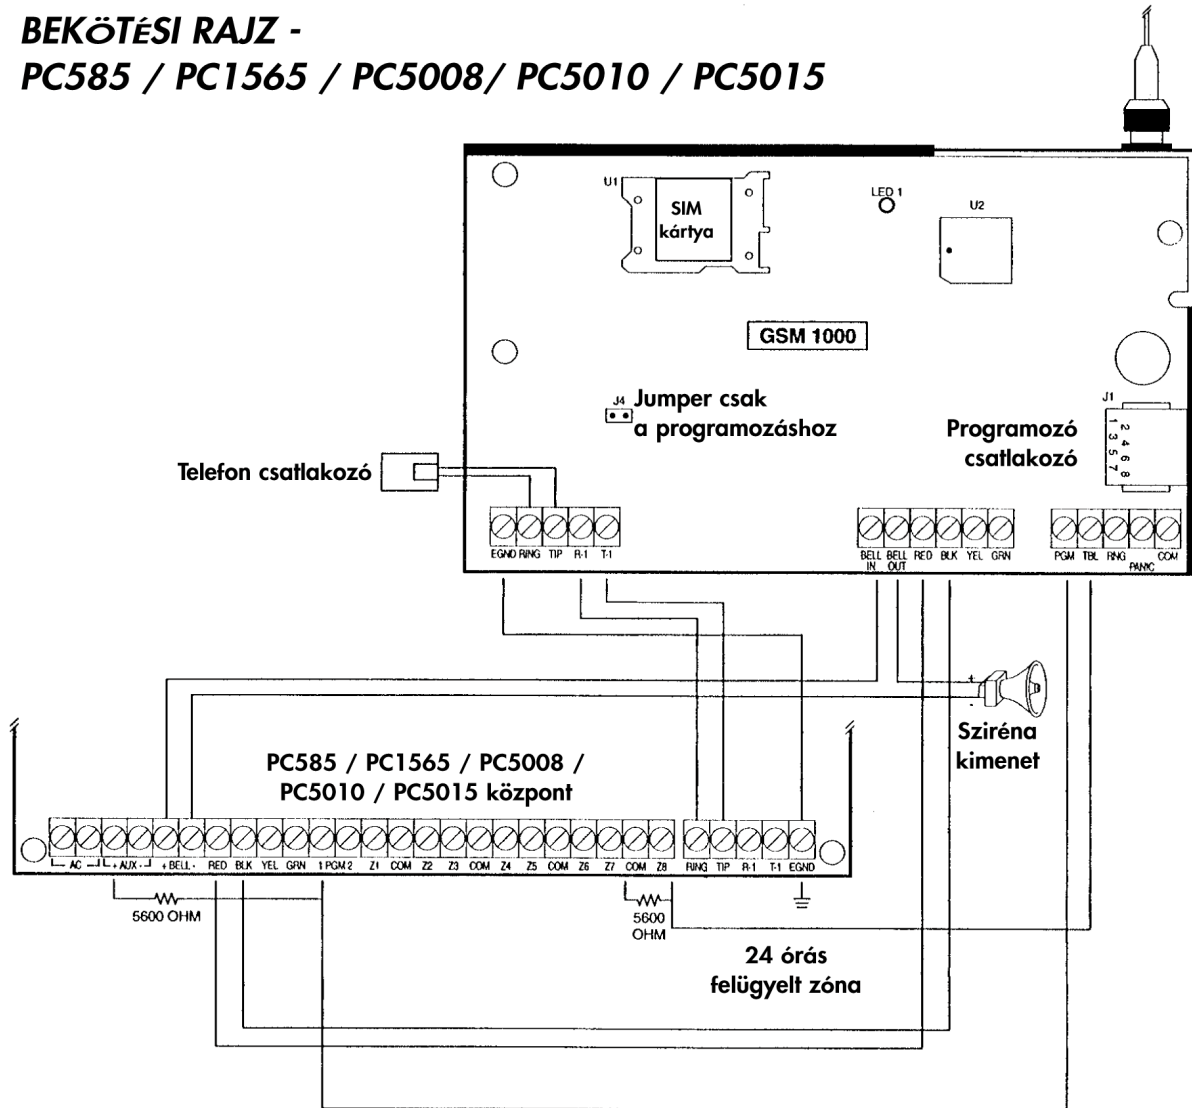 BEKÖTÉSI RAJZ -
PC585 / PC1565 / PC5008/ PC5010 / PC5015
U1
SIM
kártya
LED 1
U2
GSM 1000
J4
Jumper csak
a programozáshoz
J1
1 3 5 7
2 4 6 8
Programozó
csatlakozó
Telefon csatlakozó
EGND RING TIP R-1 T-1
BELL IN BELL OUT RED BLK YEL GRN
PGM TBL RNG PANIC COM
+
-
Sziréna
kimenet
PC585 / PC1565 / PC5008 /
PC5010 / PC5015 központ
AC + AUX - + BELL - RED BLK YEL GRN 1 PGM 2 Z1 COM Z2 Z3 COM Z4 Z5 COM Z6 Z7 COM Z8 RING TIP R-1 T-1 EGND
5600 OHM
5600
OHM
24 órás
felügyelt zóna